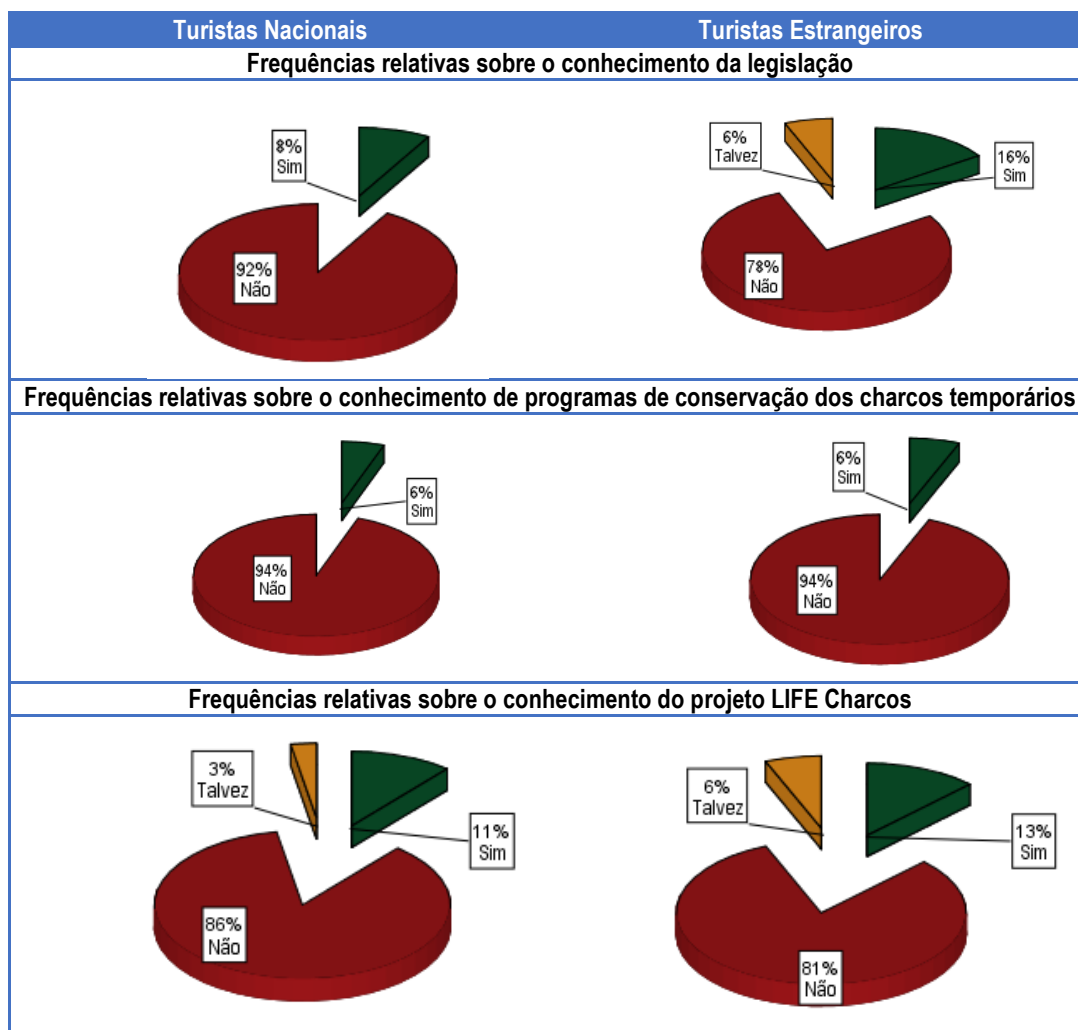 Turistas Nacionais
Turistas Estrangeiros
Frequências relativas sobre o conhecimento da legislação
8%
Sim
92%
Não
6%
Talvez
16%
Sim
78%
Não
Frequências relativas sobre o conhecimento de programas de conservação dos charcos temporários
6%
Sim
94%
Não
6%
Sim
94%
Não
Frequências relativas sobre o conhecimento do projeto LIFE Charcos
3%
Talvez
11%
Sim
86%
Não
6%
Talvez
13%
Sim
81%
Não